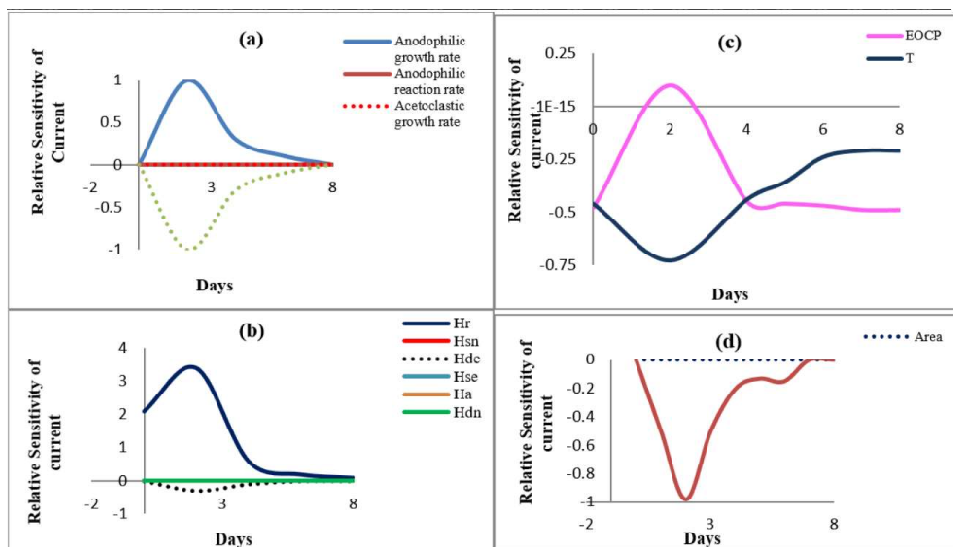 (a)
Anodophilic
growth rate
Anodophilic
reaction rate
Acetoclastic
growth rate
Relative Sensitivity of
Current
1
0.5
0
-0.5
-1
-2
3
8
Days
(c)
EOCP
T
Relative Sensitivity of
current
0.25
-1E-15
-0.25
-0.5
-0.75
0
2
4
6
8
Days
(b)
Hr
Hsn
Hde
Hse
Ha
Hdn
Relative Sensitivity of
current
4
3
2
1
0
-1
-2
3
8
Days
(d)
Area
Relative Sensitivity of
current
0
-0.2
-0.4
-0.6
-0.8
-1
-2
3
8
Days